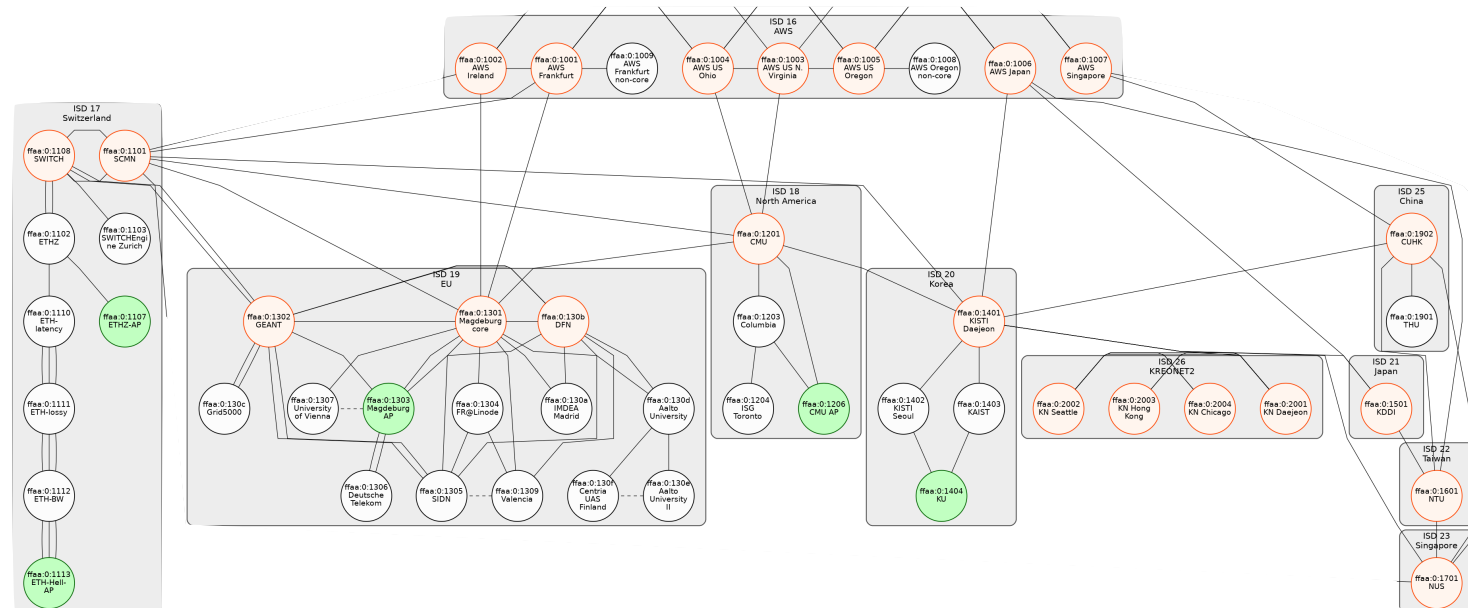 ISD 16
AWS
ffaa:0:1002
AWS
Ireland
ffaa:0:1001
AWS
Frankfurt
ffaa:0:1009
AWS
Frankfurt
non-core
ffaa:0:1004
AWS US
Ohio
ffaa:0:1003
AWS US N.
Virginia
ffaa:0:1005
AWS US
Oregon
ffaa:0:1008
AWS Oregon
non-core
ffaa:0:1006
AWS Japan
ffaa:0:1007
AWS
Singapore
ISD 17
Switzerland
ffaa:0:1108
SWITCH
ffaa:0:1101
SCMN
ffaa:0:1102
ETHZ
ffaa:0:1103
SWITCHEngi
ne Zurich
ffaa:0:1110
ETH-
latency
ffaa:0:1107
ETHZ-AP
ffaa:0:1111
ETH-lossy
ffaa:0:1112
ETH-BW
ffaa:0:1113
ETH-Hell-
AP
ISD 19
EU
ffaa:0:1302
GEANT
ffaa:0:1301
Magdeburg
core
ffaa:0:130b
DFN
ffaa:0:130c
Grid5000
ffaa:0:1307
University
of Vienna
ffaa:0:1303
Magdeburg
AP
ffaa:0:1304
FR@Linode
ffaa:0:130a
IMDEA
Madrid
ffaa:0:130d
Aalto
University
ffaa:0:1306
Deutsche
Telekom
ffaa:0:1305
SIDN
ffaa:0:1309
Valencia
ffaa:0:130f
Centria
UAS
Finland
ffaa:0:130e
Aalto
University
II
ISD 18
North America
ffaa:0:1201
CMU
ffaa:0:1203
Columbia
ffaa:0:1204
ISG
Toronto
ffaa:0:1206
CMU AP
ISD 20
Korea
ffaa:0:1401
KISTI
Daejeon
ffaa:0:1402
KISTI
Seoul
ffaa:0:1403
KAIST
ffaa:0:1404
KU
ISD 26
KREONET2
ffaa:0:2002
KN Seattle
ffaa:0:2003
KN Hong
Kong
ffaa:0:2004
KN Chicago
ffaa:0:2001
KN Daejeon
ISD 25
China
ffaa:0:1902
CUHK
ffaa:0:1901
THU
ISD 21
Japan
ffaa:0:1501
KDDI
ISD 22
Taiwan
ffaa:0:1601
NTU
ISD 23
Singapore
ffaa:0:1701
NUS